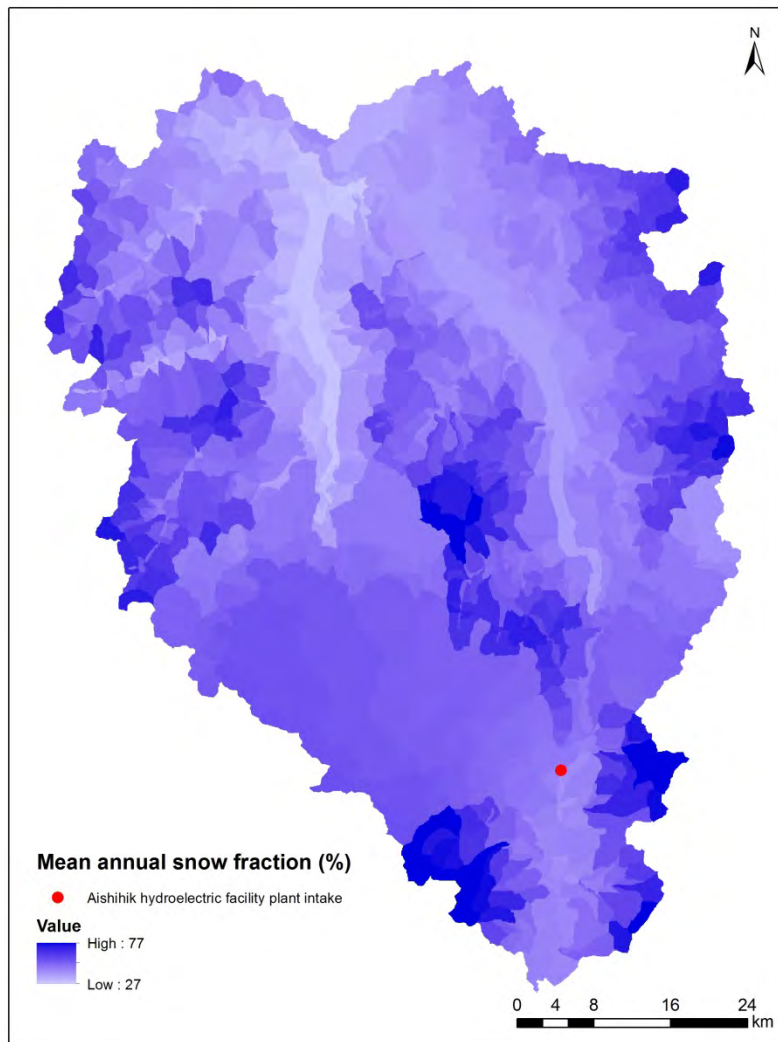 N
Mean annual snow fraction (%)
Aishihik hydroelectric facility plant intake
Value
High : 77
Low : 27
0 4 8 16 24
km